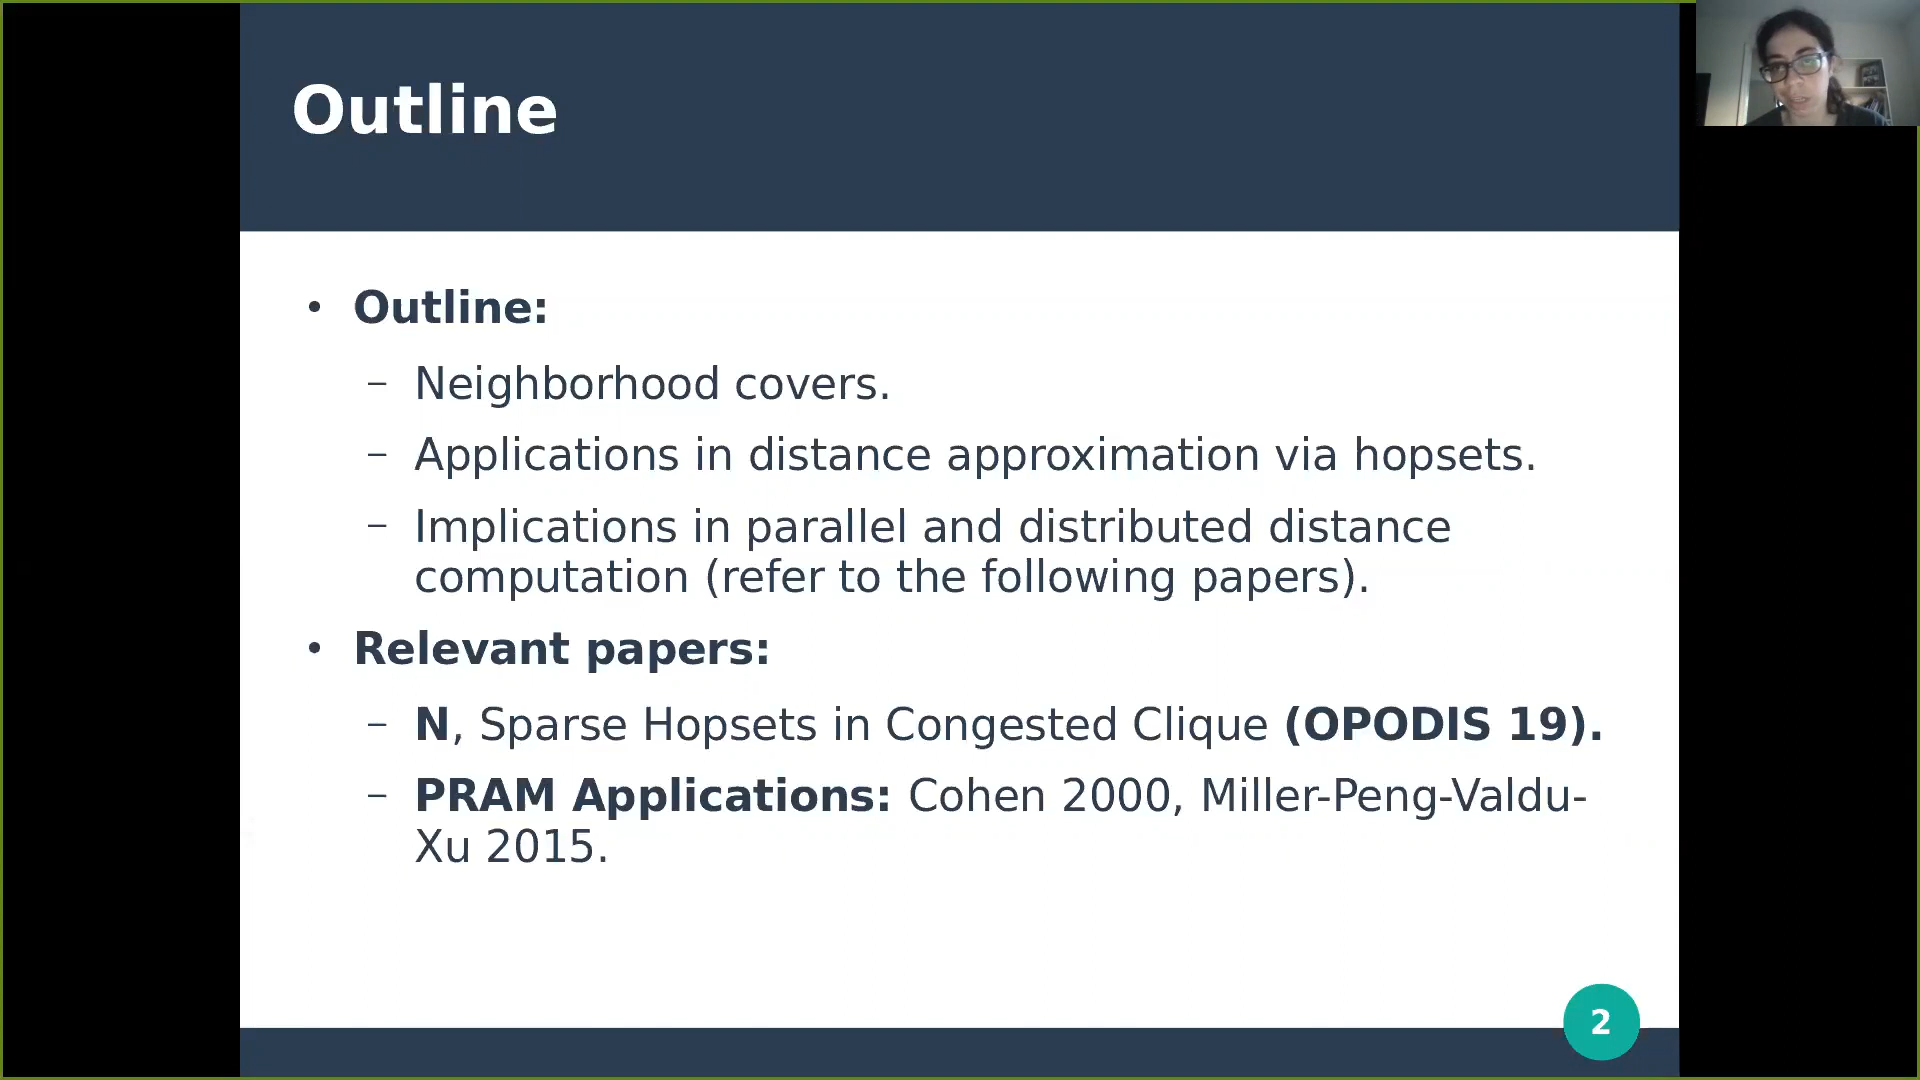 Outline
• Outline:
– Neighborhood covers.
– Applications in distance approximation via hopsets.
– Implications in parallel and distributed distance
computation (refer to the following papers).
• Relevant papers:
– N, Sparse Hopsets in Congested Clique (OPODIS 19).
– PRAM Applications: Cohen 2000, Miller-Peng-Valdu-
Xu 2015.
2